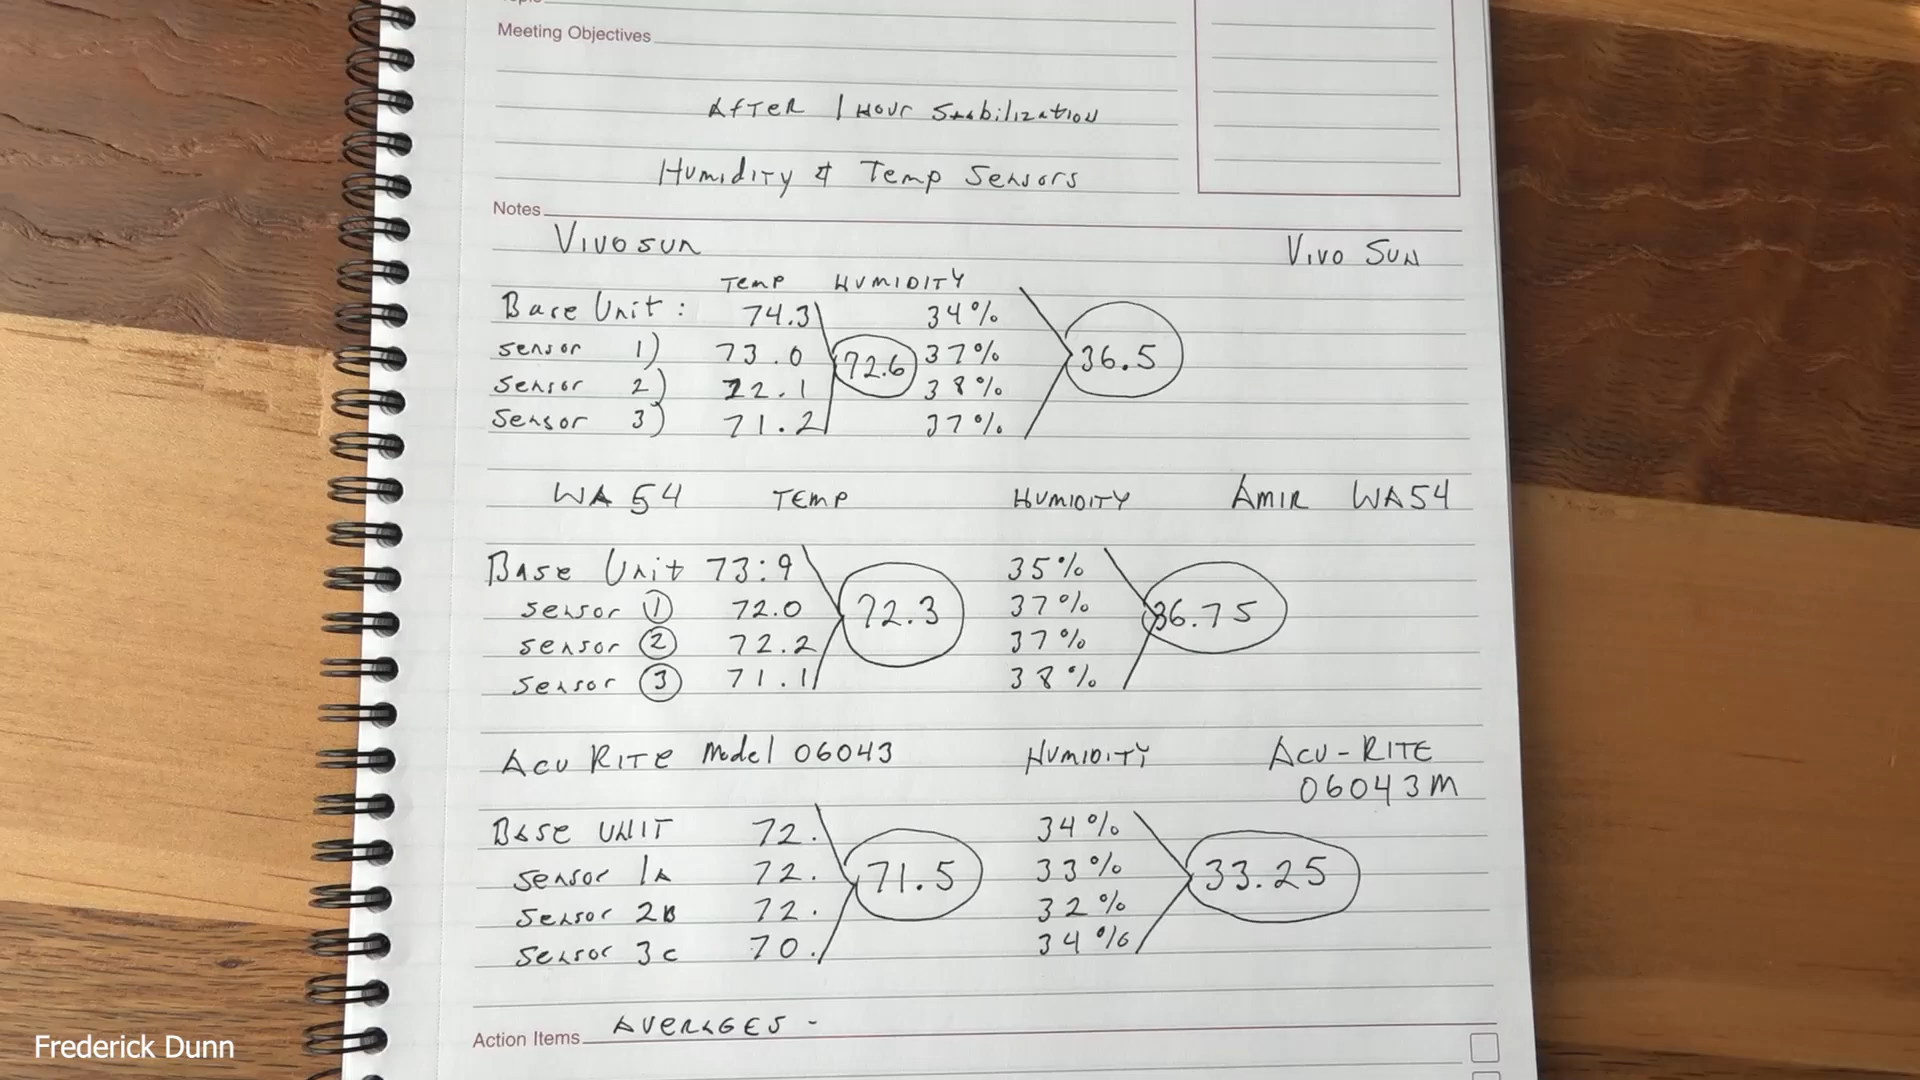 Meeting Objectives
AfTER 1 Hour Stabilization
Humidity & Temp Sensors
Notes
Vivosun Vivo Sun
Temp HUMIDITY
Base Unit: 74.3 34%
sensor 1) 73.0 72.6 37% 36.5
sensor 2) 72.1 38%
Sensor 3) 71.2 37%
WA 54 TEMP HUMIDITY AMIR WA54
Base Unit 73:9 35%
sensor 1 72.0 72.3 37% 36.75
sensor 2 72.2 37%
sensor 3 71.1 38%
ACU RITE Model 06043 HUMIDITY ACU-RITE
06043M
BASE UNIT 72. 34%
sensor 1A 72. 71.5 33% 33.25
sensor 2B 72. 32%
sensor 3c 70. 34%
Action Items AVERAGES -
Frederick Dunn